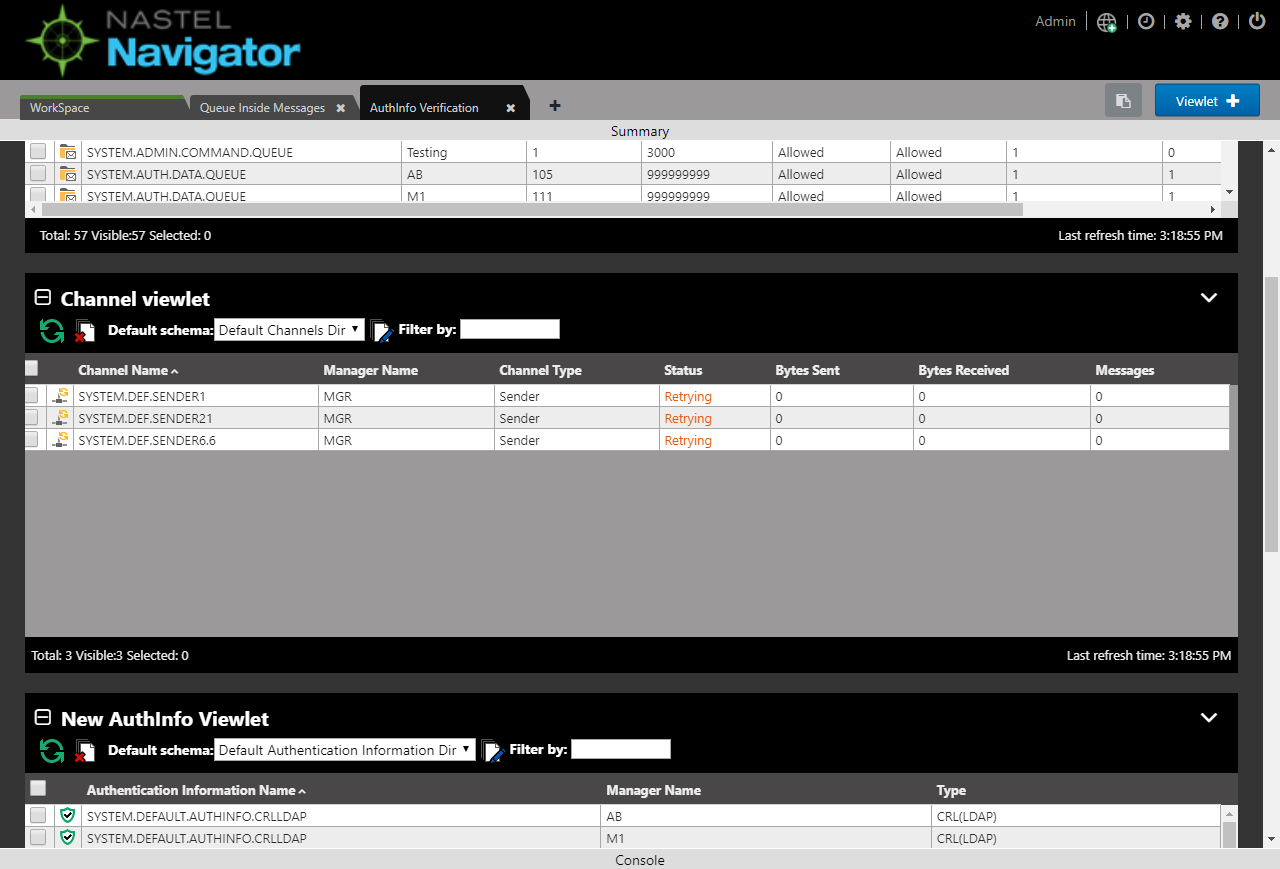 NASTEL
Navigator
Admin
WorkSpace
Queue Inside Messages
AuthInfo Verification
Viewlet
Summary
SYSTEM.ADMIN.COMMAND.QUEUE Testing 1 3000 Allowed Allowed 1 0
SYSTEM.AUTH.DATA.QUEUE AB 105 999999999 Allowed Allowed 1 1
SYSTEM.AUTH.DATA.QUEUE M1 111 999999999 Allowed Allowed 1 1
Total: 57 Visible:57 Selected: 0 Last refresh time: 3:18:55 PM
Channel viewlet
Default schema: Default Channels Dir Filter by:
Channel Name Manager Name Channel Type Status Bytes Sent Bytes Received Messages
SYSTEM.DEF.SENDER1 MGR Sender Retrying 0 0 0
SYSTEM.DEF.SENDER21 MGR Sender Retrying 0 0 0
SYSTEM.DEF.SENDER6.6 MGR Sender Retrying 0 0 0
Total: 3 Visible:3 Selected: 0 Last refresh time: 3:18:55 PM
New AuthInfo Viewlet
Default schema: Default Authentication Information Dir Filter by:
Authentication Information Name Manager Name Type
SYSTEM.DEFAULT.AUTHINFO.CRLLDAP AB CRL(LDAP)
SYSTEM.DEFAULT.AUTHINFO.CRLLDAP M1 CRL(LDAP)
Console